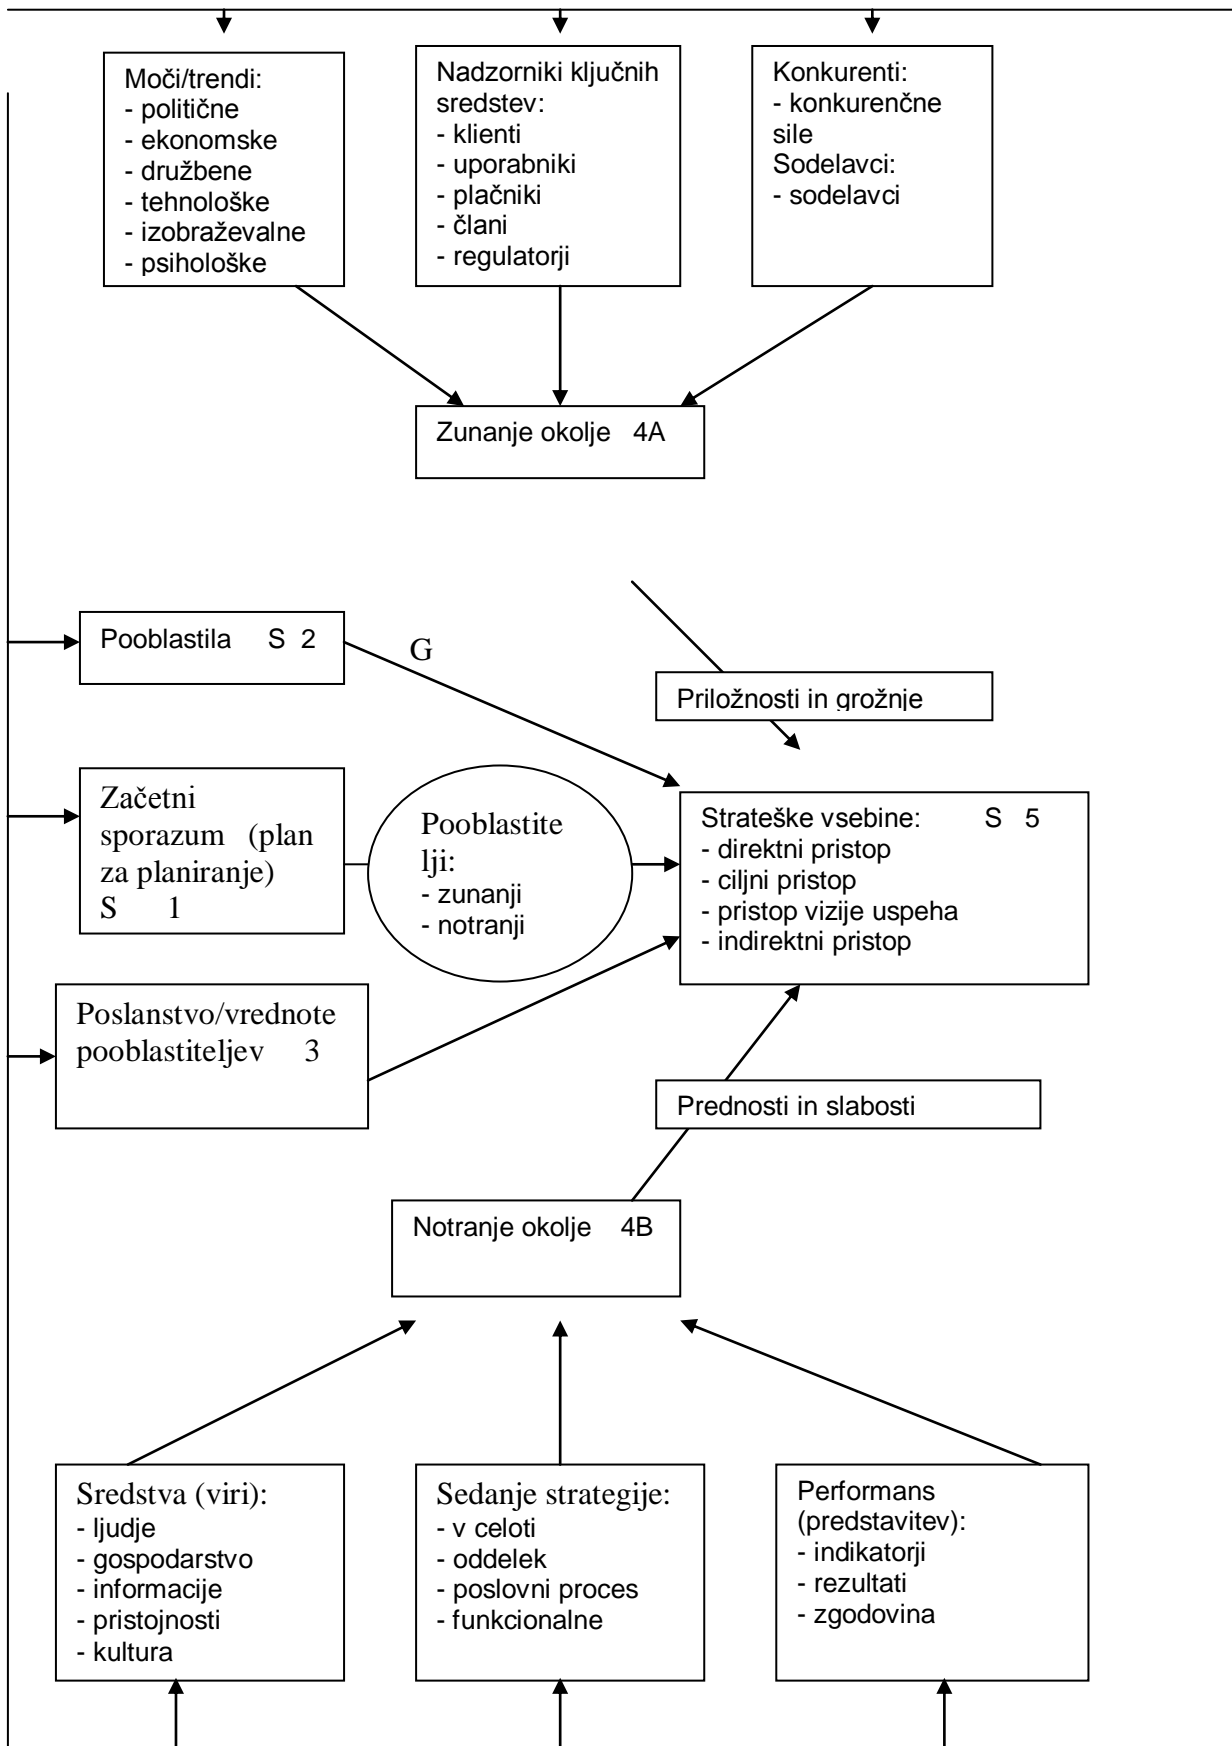 Moči/trendi:
- politične
- ekonomske
- družbene
- tehnološke
- izobraževalne
- psihološke
Nadzorniki ključnih
sredstev:
- klienti
- uporabniki
- plačniki
- člani
- regulatorji
Konkurenti:
- konkurenčne
sile
Sodelavci:
- sodelavci
Zunanje okolje 4A
Pooblastila S 2
G
Priložnosti in grožnje
Začetni
sporazum (plan
za planiranje)
S 1
Pooblastite
lji:
- zunanji
- notranji
Strateške vsebine: S 5
- direktni pristop
- ciljni pristop
- pristop vizije uspeha
- indirektni pristop
Poslanstvo/vrednote
pooblastiteljev 3
Prednosti in slabosti
Notranje okolje 4B
Sredstva (viri):
- ljudje
- gospodarstvo
- informacije
- pristojnosti
- kultura
Sedanje strategije:
- v celoti
- oddelek
- poslovni proces
- funkcionalne
Performans
(predstavitev):
- indikatorji
- rezultati
- zgodovina